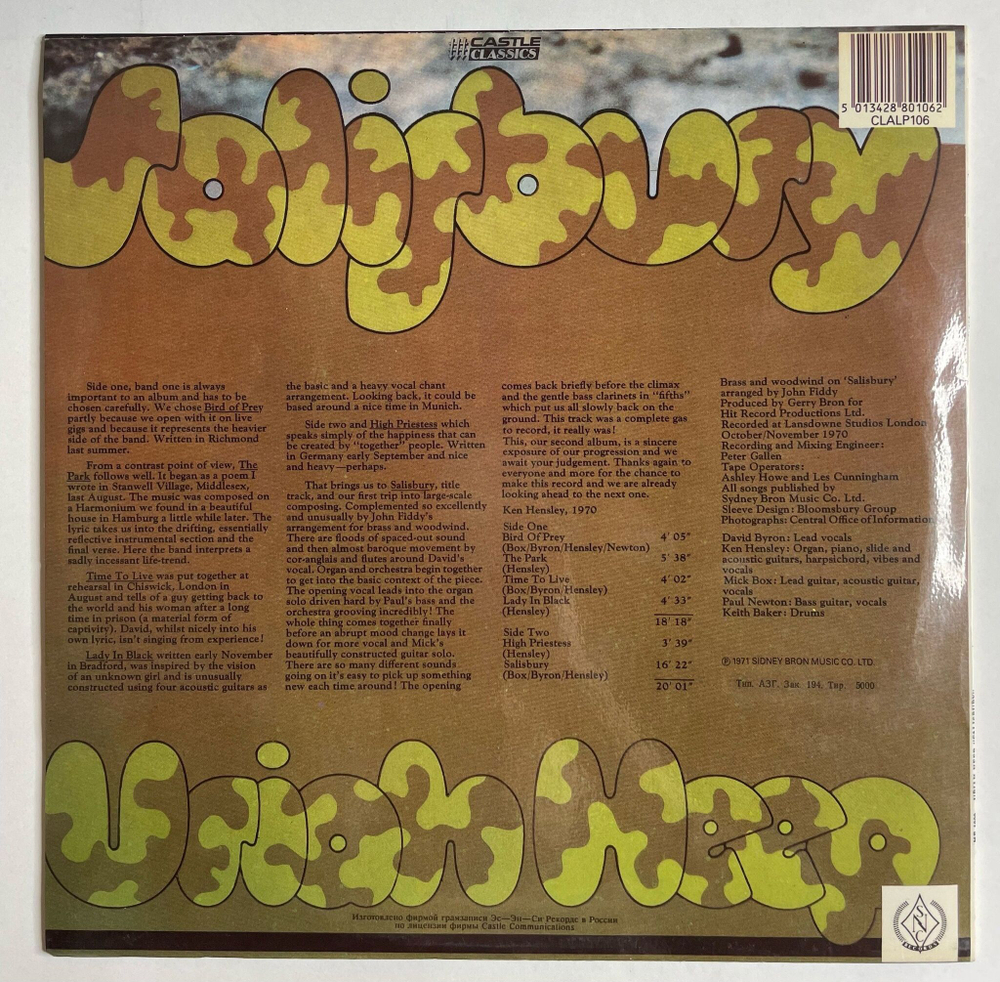 CASTLE
CLASSICS
5 013428 801062
CLALP106
Salisbury
Side one, band one is always
important to an album and has to be
chosen carefully. We chose Bird of Prey
partly because we open with it on live
gigs and because it represents the heavier
side of the band. Written in Richmond
last summer.
From a contrast point of view, The
Park follows well. It began as a poem I
wrote in Stanwell Village, Middlesex,
last August. The music was composed on
a Harmonium we found in a beautiful
house in Hamburg a little while later. The
lyric takes us into the drifting, essentially
reflective instrumental section and the
final verse. Here the band interprets a
sadly incessant life-trend.
Time To Live was put together at
rehearsal in Chiswick, London in
August and tells of a guy getting back to
the world and his woman after a long
time in prison (a material form of
captivity). David, whilst nicely into his
own lyric, isn't singing from experience!
Lady In Black written early November
in Bradford, was inspired by the vision
of an unknown girl and is unusually
constructed using four acoustic guitars as
the basic and a heavy vocal chant
arrangement. Looking back, it could be
based around a nice time in Munich.
Side two and High Priestess which
speaks simply of the happiness that can
be created by "together" people. Written
in Germany early September and nice
and heavy—perhaps.
That brings us to Salisbury, title
track, and our first trip into large-scale
composing. Complemented so excellently
and unusually by John Fiddy's
arrangement for brass and woodwind.
There are floods of spaced-out sound
and then almost baroque movement by
cor-anglais and flutes around David's
vocal. Organ and orchestra begin together
to get into the basic context of the piece.
The opening vocal leads into the organ
solo driven hard by Paul's bass and the
orchestra grooving incredibly! The
whole thing comes together finally
before an abrupt mood change lays it
down for more vocal and Mick's
beautifully constructed guitar solo.
There are so many different sounds
going on it's easy to pick up something
new each time around! The opening
comes back briefly before the climax
and the gentle bass clarinets in "fifths"
which put us all slowly back on the
ground. This track was a complete gas
to record, it really was!
This, our second album, is a sincere
exposure of our progression and we
await your judgement. Thanks again to
everyone and more for the chance to
make this record and we are already
looking ahead to the next one.
Ken Hensley, 1970
Side One
Bird Of Prey 4' 05"
(Box/Byron/Hensley/Newton)
The Park 5' 38"
(Hensley)
Time To Live 4' 02"
(Box/Byron/Hensley)
Lady In Black 4' 33"
(Hensley)
18' 18"
Side Two
High Priestess 3' 39"
(Hensley)
Salisbury 16' 22"
(Box/Byron/Hensley)
20' 01"
Brass and woodwind on 'Salisbury'
arranged by John Fiddy
Produced by Gerry Bron for
Hit Record Productions Ltd.
Recorded at Lansdowne Studios London
October/November 1970
Recording and Mixing Engineer:
Peter Gallen
Tape Operators:
Ashley Howe and Les Cunningham
All songs published by
Sydney Bron Music Co. Ltd.
Sleeve Design: Bloomsbury Group
Photographs: Central Office of Information
David Byron: Lead vocals
Ken Hensley: Organ, piano, slide and
acoustic guitars, harpsichord, vibes and
vocals
Mick Box: Lead guitar, acoustic guitar,
vocals
Paul Newton: Bass guitar, vocals
Keith Baker: Drums
℗ 1971 SIDNEY BRON MUSIC CO. LTD.
Тип. АЗГ. Зак. 194. Тир. 5000
Uriah Heep
Изготовлено фирмой грамзаписи Эс—Эн—Си Рекордс в России
по лицензии фирмы Castle Communications
SNC
RECORDS